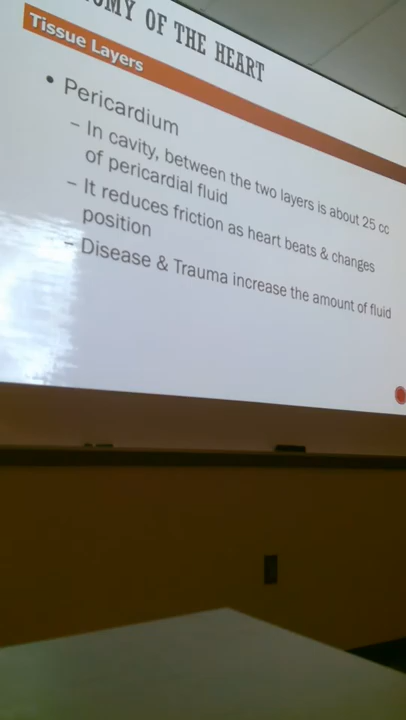 OMY OF THE HEART
Tissue Layers
• Pericardium
– In cavity, between the two layers is about 25 cc
of pericardial fluid
– It reduces friction as heart beats & changes
position
– Disease & Trauma increase the amount of fluid